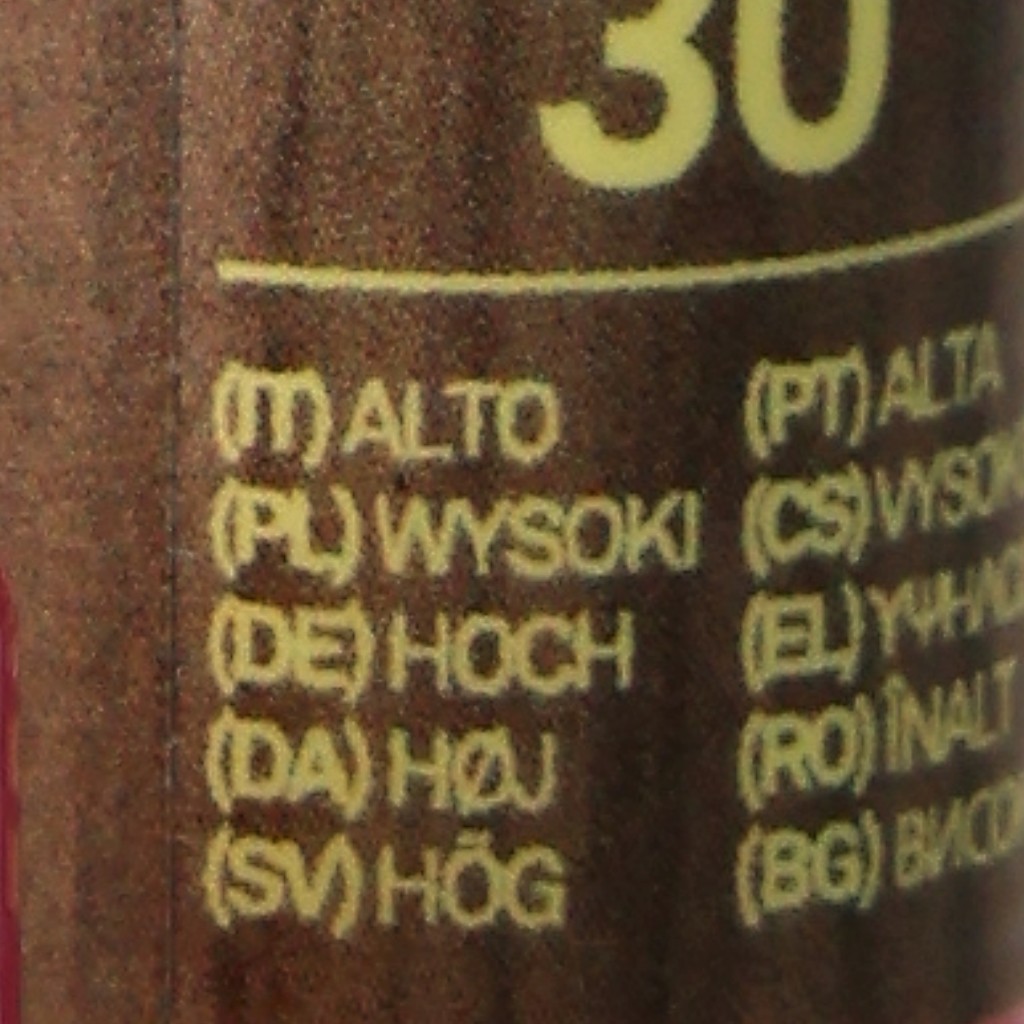 30
(IT) ALTO
(PL) WYSOKI
(DE) HOCH
(DA) HØJ
(SV) HÖG
(PT) ALTA
(CS)
(EL)
(RO) ÎNALT
(BG)